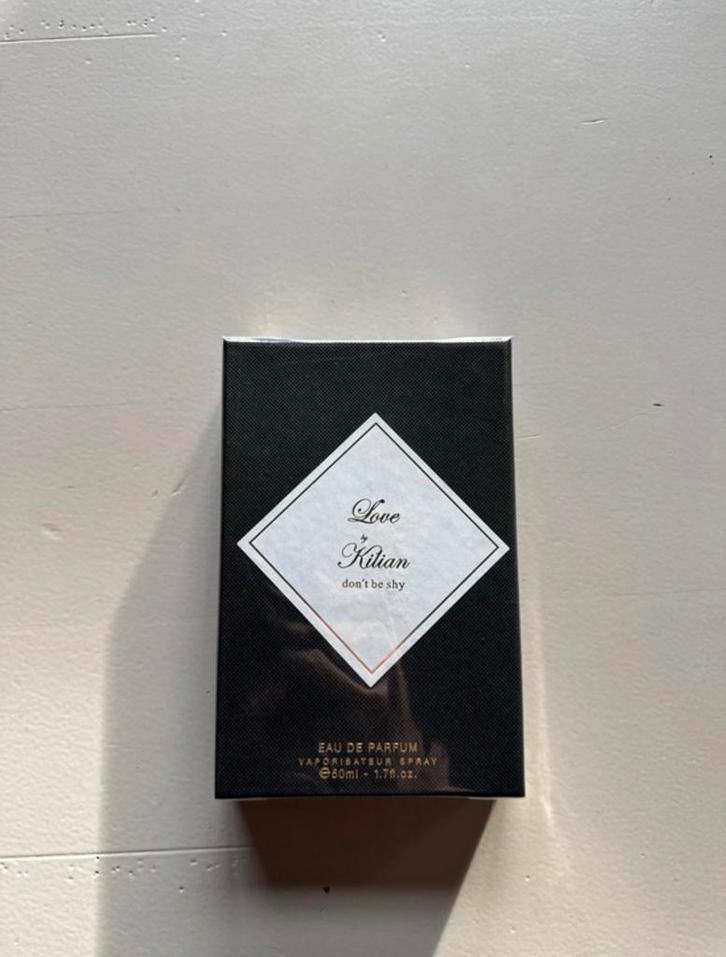 Love
by
Kilian
don't be shy
EAU DE PARFUM
VAPORISATEUR SPRAY
℮50ml - 1.7fl.oz.